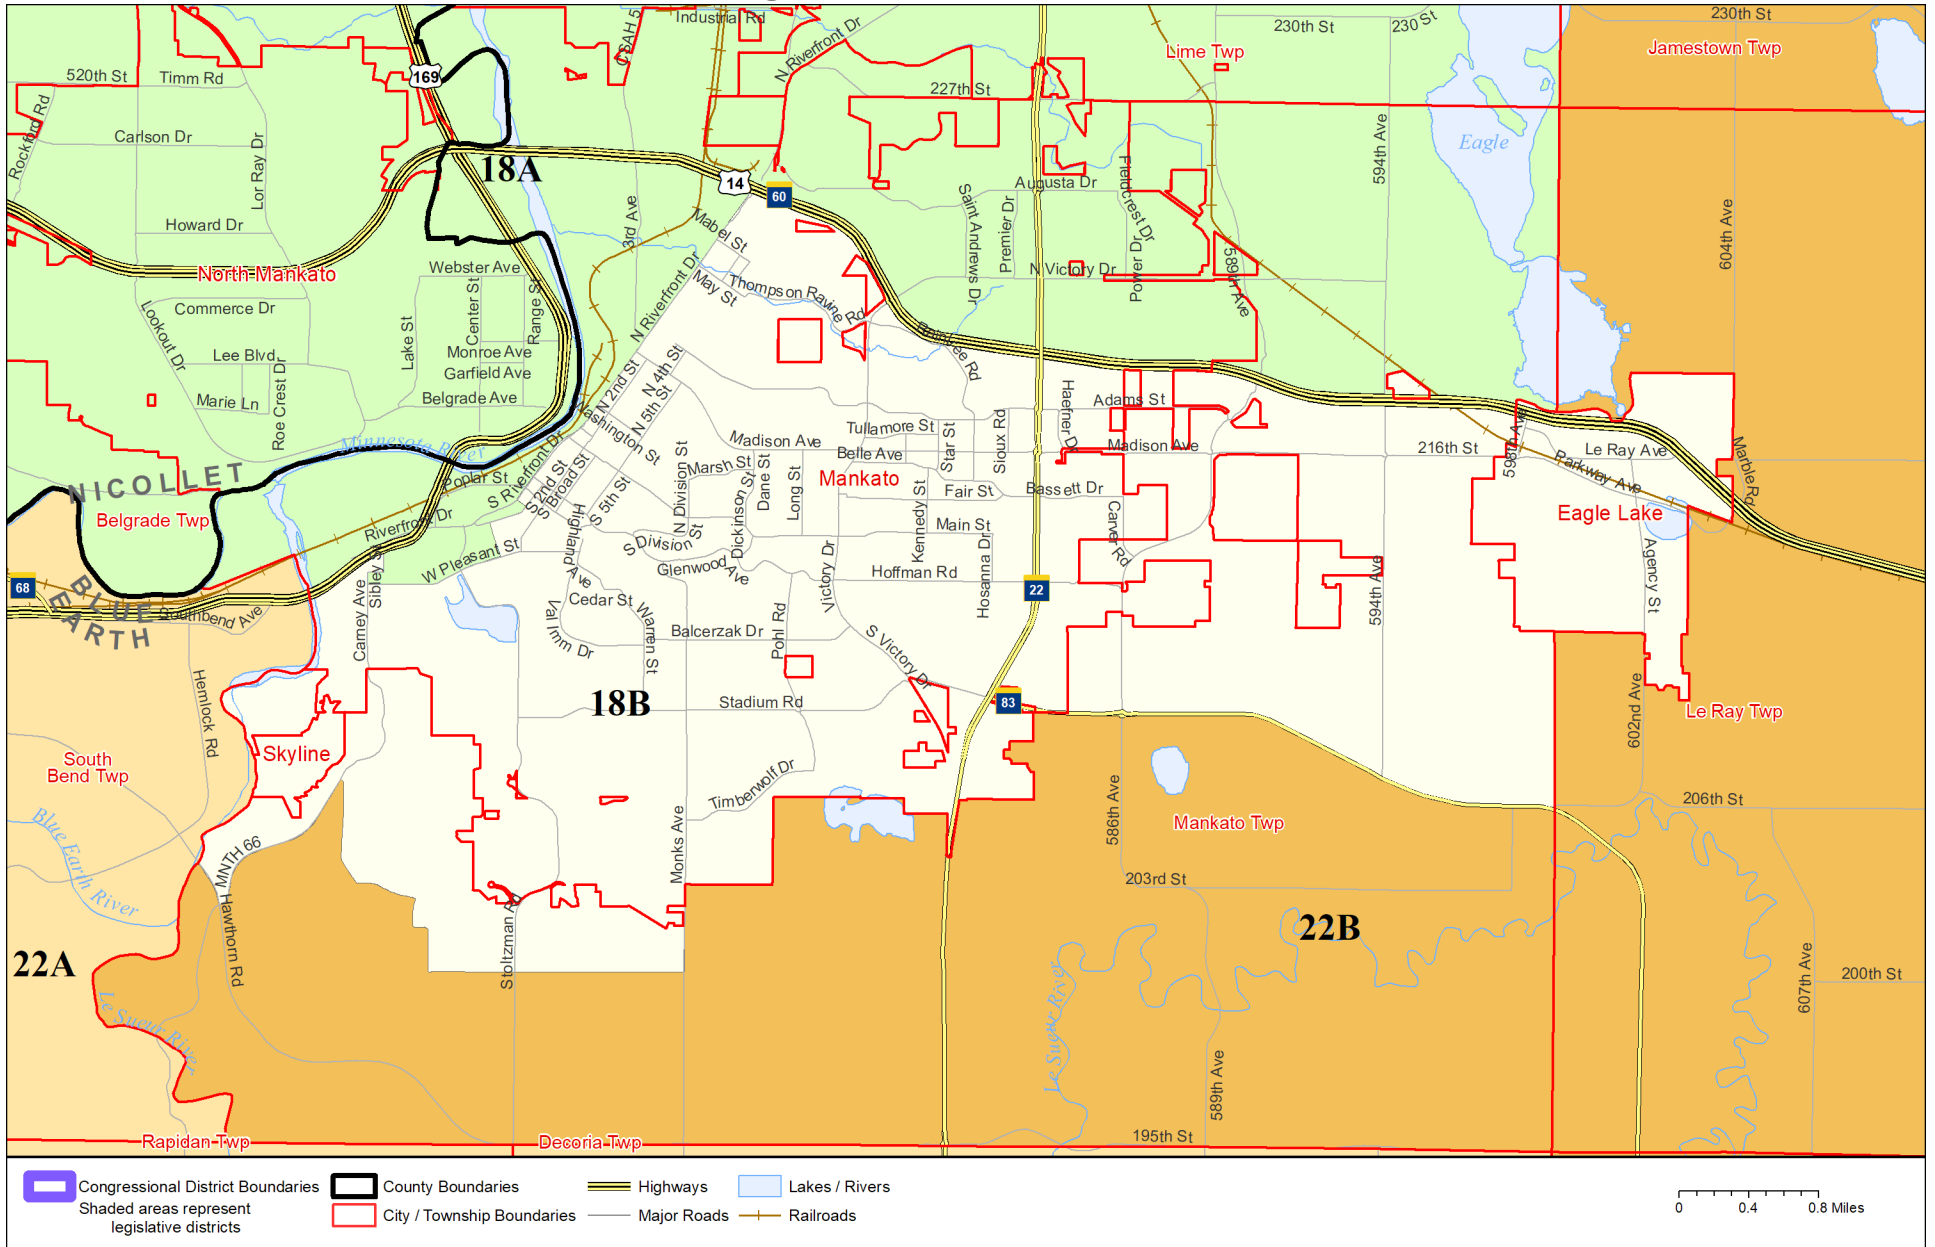 Industrial Rd
CSAH 5
N Riverfront Dr
230th St
230 St
230th St
Lime Twp
Jamestown Twp
520th St
Timm Rd
169
227th St
Rockford Rd
Carlson Dr
Lor Ray Dr
18A
14
60
Eagle
594th Ave
Augusta Dr
Fieldcrest Dr
Saint Andrews Dr
Premier Dr
Power Dr
604th Ave
Howard Dr
3rd Ave
Mabel St
North Mankato
Webster Ave
N Victory Dr
589th Ave
N Riverfront Dr
May St
Thompson Ravine Rd
Commerce Dr
Center St
Range St
Lookout Dr
Lake St
Lee Blvd
Monroe Ave
Roe Crest Dr
Garfield Ave
Marie Ln
Belgrade Ave
N 2nd St
N 4th St
N 5th St
Washington St
Haefner Dr
Adams St
Tullamore St
Madison Ave
Belle Ave
Star St
Sioux Rd
Madison Ave
216th St
598th Ave
Le Ray Ave
Parkway Ave
Marble Rd
Minnesota River
NICOLLET
Belgrade Twp
Poplar St
S Riverfront Dr
S 2nd St
S Broad St
S 5th St
N Division St
Marsh St
Dane St
Dickinson St
Long St
Mankato
Fair St
Bassett Dr
Kennedy St
Main St
Carver Rd
Eagle Lake
Riverfront Dr
Highland Ave
S Division St
Glenwood Ave
Victory Dr
Hoffman Rd
Hosanna Dr
W Pleasant St
68
BLUE EARTH
Southbend Ave
Sibley St
Carney Ave
Cedar St
Val Imm Dr
Warren St
Balcerzak Dr
Pohl Rd
S Victory Dr
22
594th Ave
Agency St
Hemlock Rd
18B
Stadium Rd
83
602nd Ave
Le Ray Twp
South
Bend Twp
Skyline
Timberwolf Dr
Monks Ave
586th Ave
Mankato Twp
206th St
Blue Earth River
MNTH 66
Hawthorn Rd
203rd St
22B
22A
Stoltzman Rd
Le Sueur River
Le Sueur River
607th Ave
200th St
589th Ave
195th St
Rapidan Twp
Decoria Twp
Congressional District Boundaries
Shaded areas represent
legislative districts
County Boundaries
City / Township Boundaries
Highways
Major Roads
Lakes / Rivers
Railroads
0 0.4 0.8 Miles